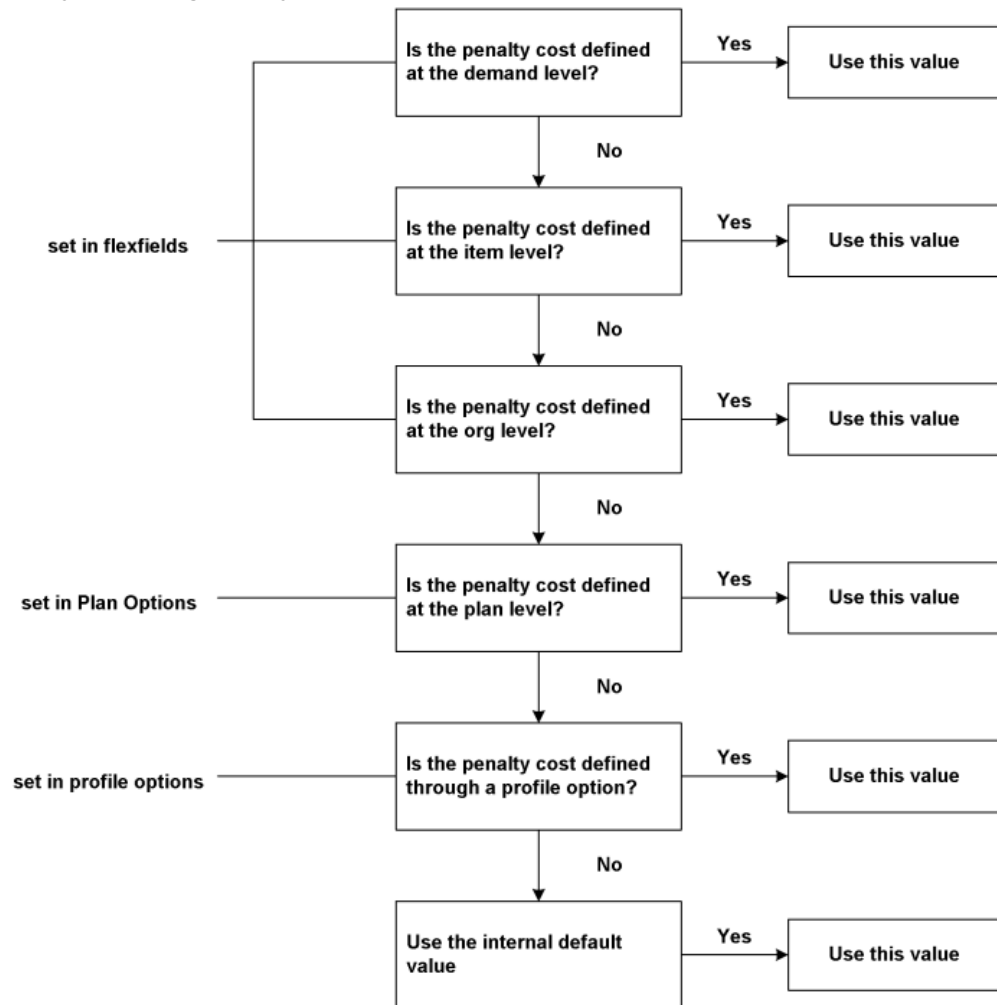 Is the penalty cost defined
at the demand level?
Yes
Use this value
No
set in flexfields
Is the penalty cost defined
at the item level?
Yes
Use this value
No
Is the penalty cost defined
at the org level?
Yes
Use this value
No
set in Plan Options
Is the penalty cost defined
at the plan level?
Yes
Use this value
No
set in profile options
Is the penalty cost defined
through a profile option?
Yes
Use this value
No
Use the internal default
value
Yes
Use this value